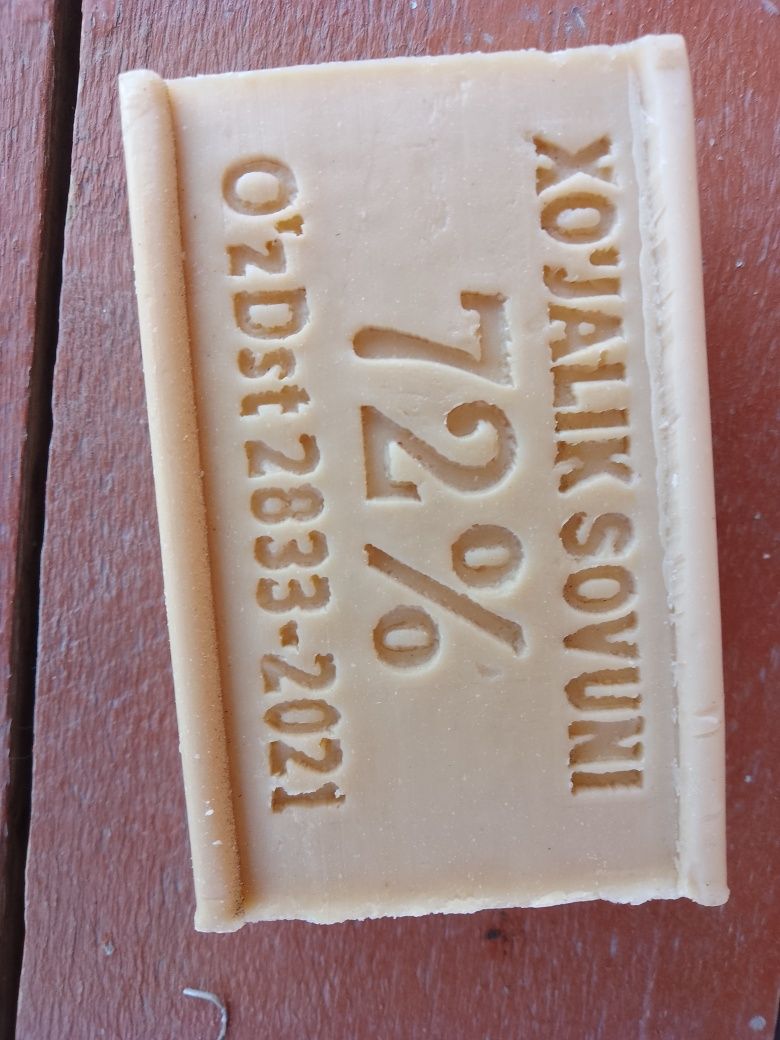 XO'JALIK SOVUNI
72%
O'zDst 2833-2021